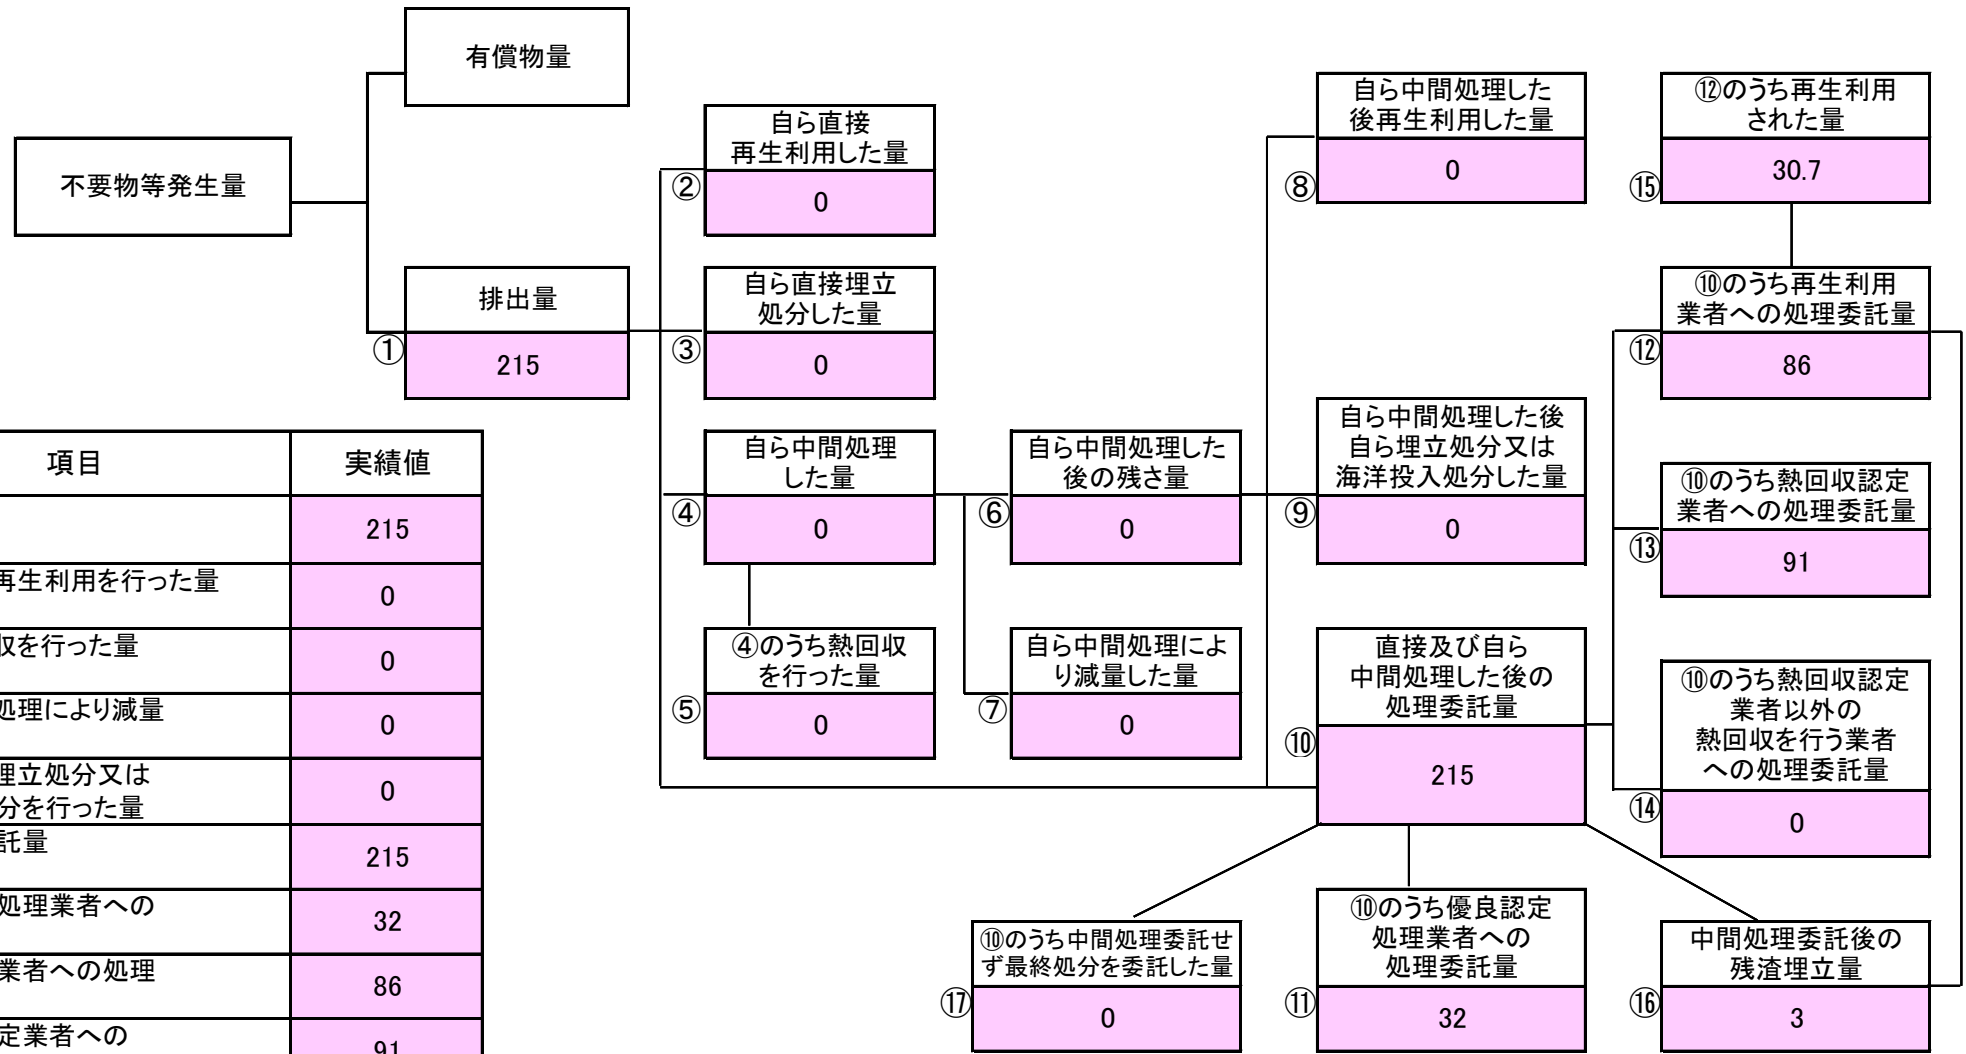 有償物量
不要物等発生量
排出量
①
215
自ら直接
再生利用した量
②
0
自ら直接埋立
処分した量
③
0
自ら中間処理
した量
④
0
④のうち熱回収
を行った量
⑤
0
自ら中間処理した
後の残さ量
⑥
0
自ら中間処理によ
り減量した量
⑦
0
自ら中間処理した
後再生利用した量
⑧
0
自ら中間処理した後
自ら埋立処分又は
海洋投入処分した量
⑨
0
直接及び自ら
中間処理した後の
処理委託量
⑩
215
⑫のうち再生利用
された量
⑮
30.7
⑩のうち再生利用
業者への処理委託量
⑫
86
⑩のうち熱回収認定
業者への処理委託量
⑬
91
⑩のうち熱回収認定
業者以外の
熱回収を行う業者
への処理委託量
⑭
0
⑩のうち中間処理委託せ
ず最終処分を委託した量
⑰
0
⑩のうち優良認定
処理業者への
処理委託量
⑪
32
中間処理委託後の
残渣埋立量
⑯
3
項目 実績値
215
再生利用を行った量 0
収を行った量 0
処理により減量 0
埋立処分又は
分を行った量 0
託量 215
処理業者への 32
業者への処理 86
定業者への 91